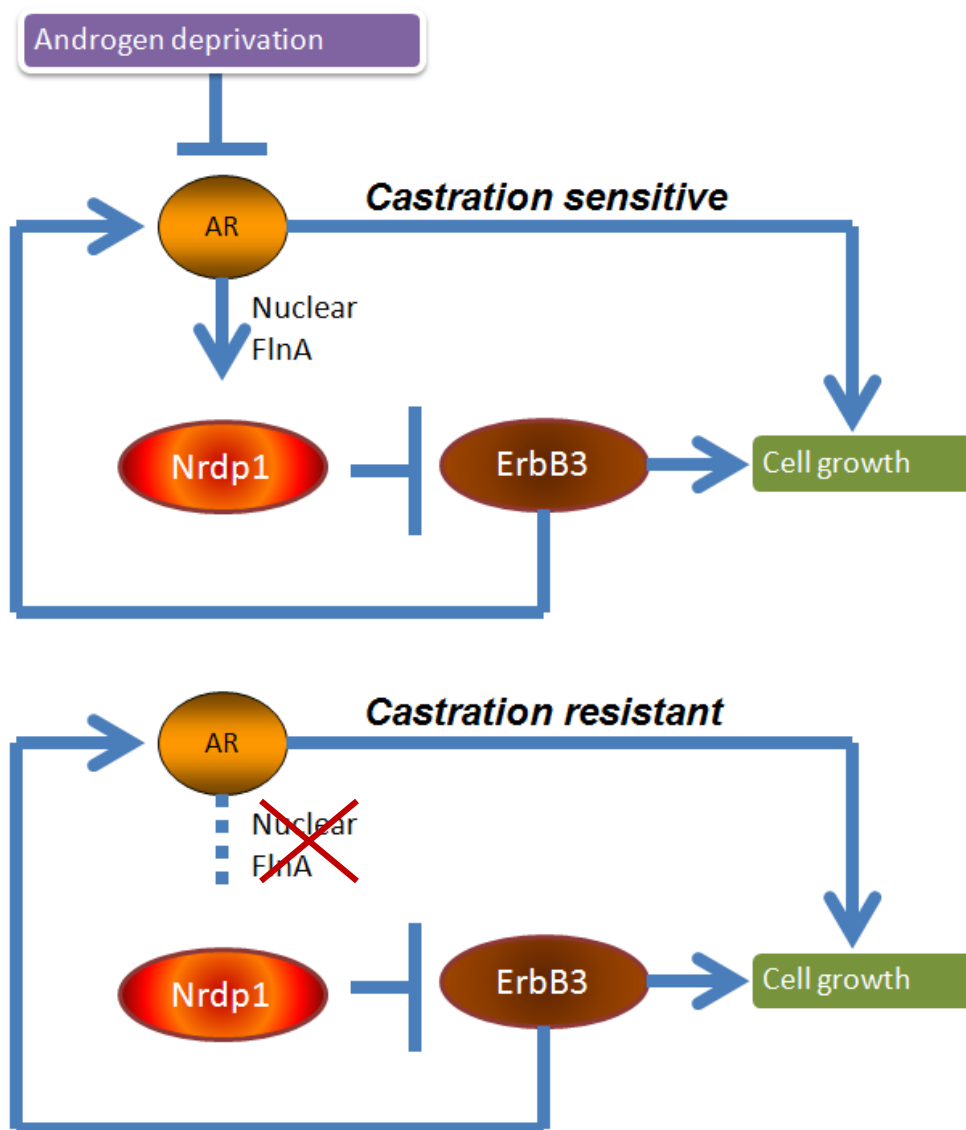 Androgen deprivation
Castration sensitive
AR
Nuclear
FlnA
Nrdp1
ErbB3
Cell growth
Castration resistant
AR
Nuclear
FlnA
Nrdp1
ErbB3
Cell growth